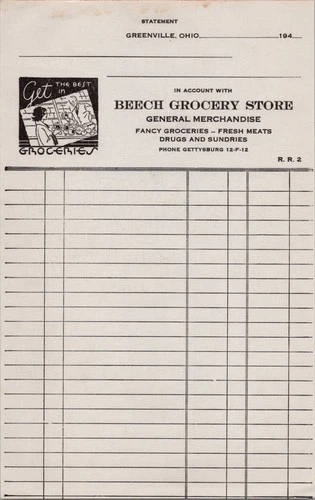 STATEMENT
GREENVILLE, OHIO 194
IN ACCOUNT WITH
BEECH GROCERY STORE
GENERAL MERCHANDISE
FANCY GROCERIES – FRESH MEATS
DRUGS AND SUNDRIES
PHONE GETTYSBURG 12-F-12
R. R. 2
Get THE BEST
in
GROCERIES